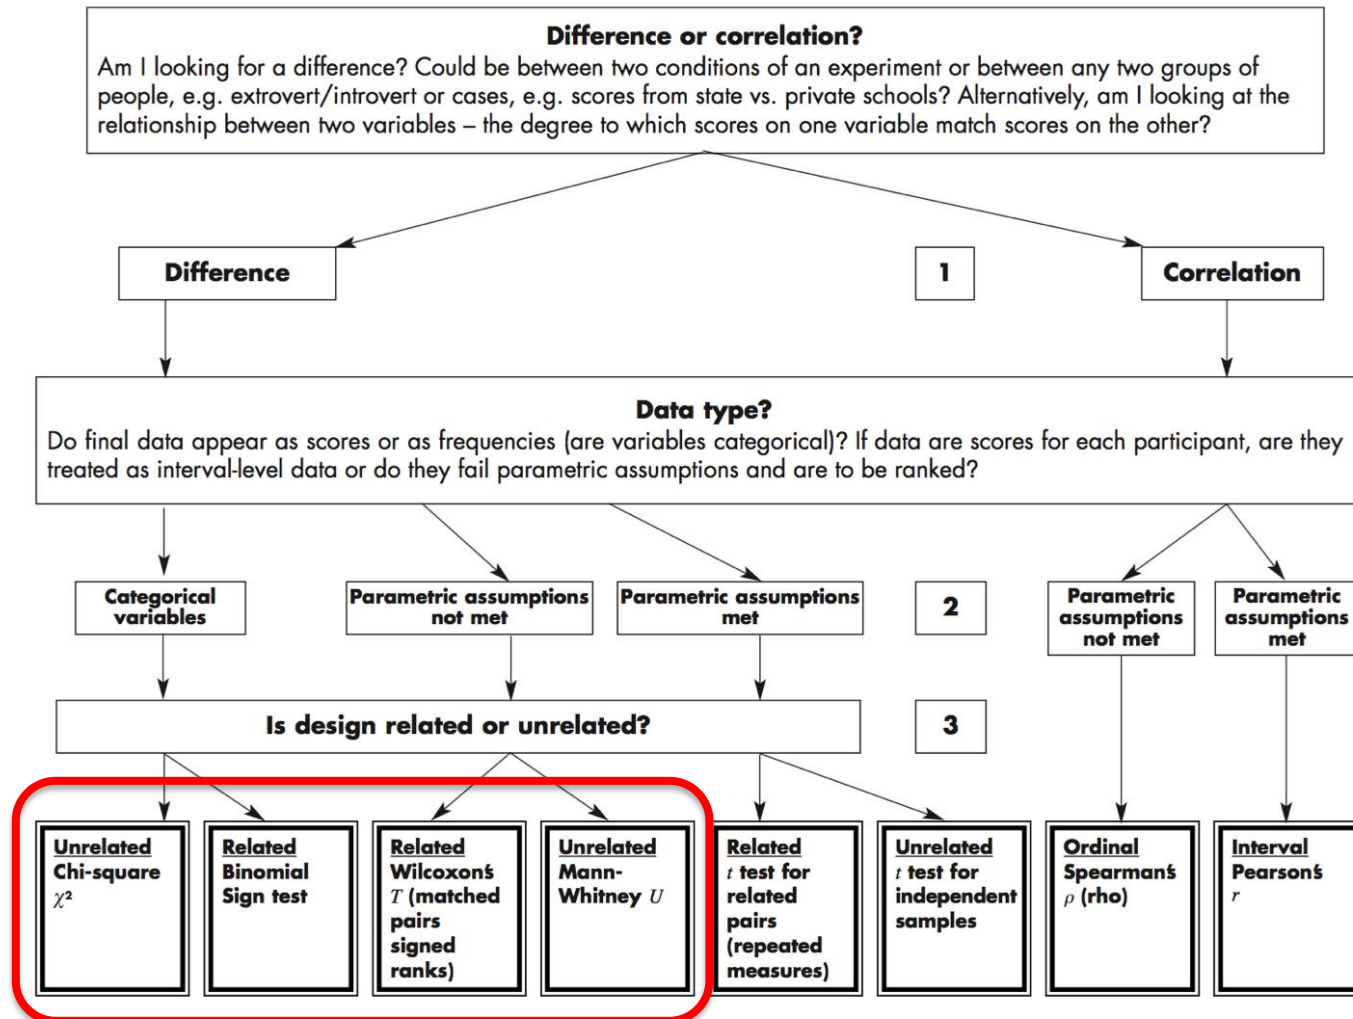 Difference or correlation?
Am I looking for a difference? Could be between two conditions of an experiment or between any two groups of
people, e.g. extrovert/introvert or cases, e.g. scores from state vs. private schools? Alternatively, am I looking at the
relationship between two variables – the degree to which scores on one variable match scores on the other?
Difference
1
Correlation
Data type?
Do final data appear as scores or as frequencies (are variables categorical)? If data are scores for each participant, are they
treated as interval-level data or do they fail parametric assumptions and are to be ranked?
Categorical
variables
Parametric assumptions
not met
Parametric assumptions
met
2
Parametric
assumptions
not met
Parametric
assumptions
met
Is design related or unrelated?
3
Unrelated
Chi-square
χ²
Related
Binomial
Sign test
Related
Wilcoxon's
T (matched
pairs
signed
ranks)
Unrelated
Mann-
Whitney U
Related
t test for
related
pairs
(repeated
measures)
Unrelated
t test for
independent
samples
Ordinal
Spearman's
ρ (rho)
Interval
Pearson's
r